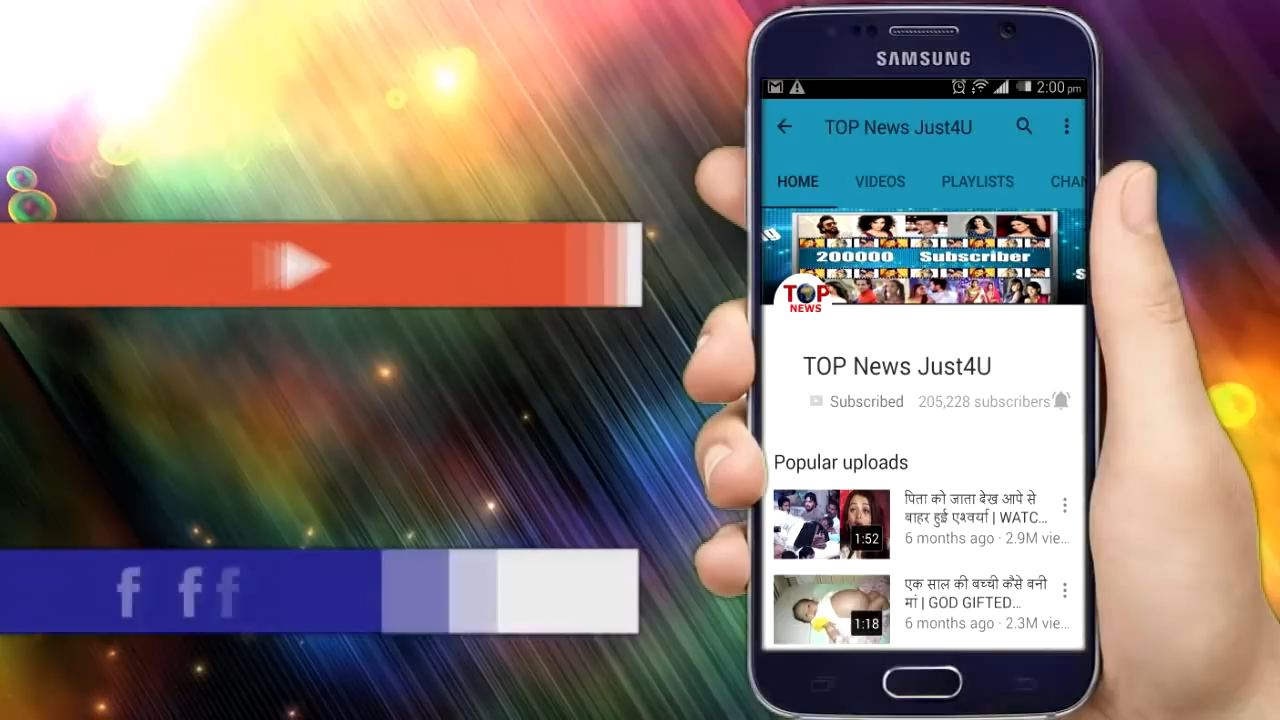 SAMSUNG
2:00 pm
TOP News Just4U
HOME VIDEOS PLAYLISTS CHAN
200000 Subscriber
TOP
NEWS
TOP News Just4U
Subscribed 205,228 subscribers
Popular uploads
पिता को जाता देख आपे से
बाहर हुई एश्वर्या | WATC...
1:52
6 months ago · 2.9M vie...
एक साल की बच्ची कैसे बनी
मां | GOD GIFTED...
1:18
6 months ago · 2.3M vie...
f f f